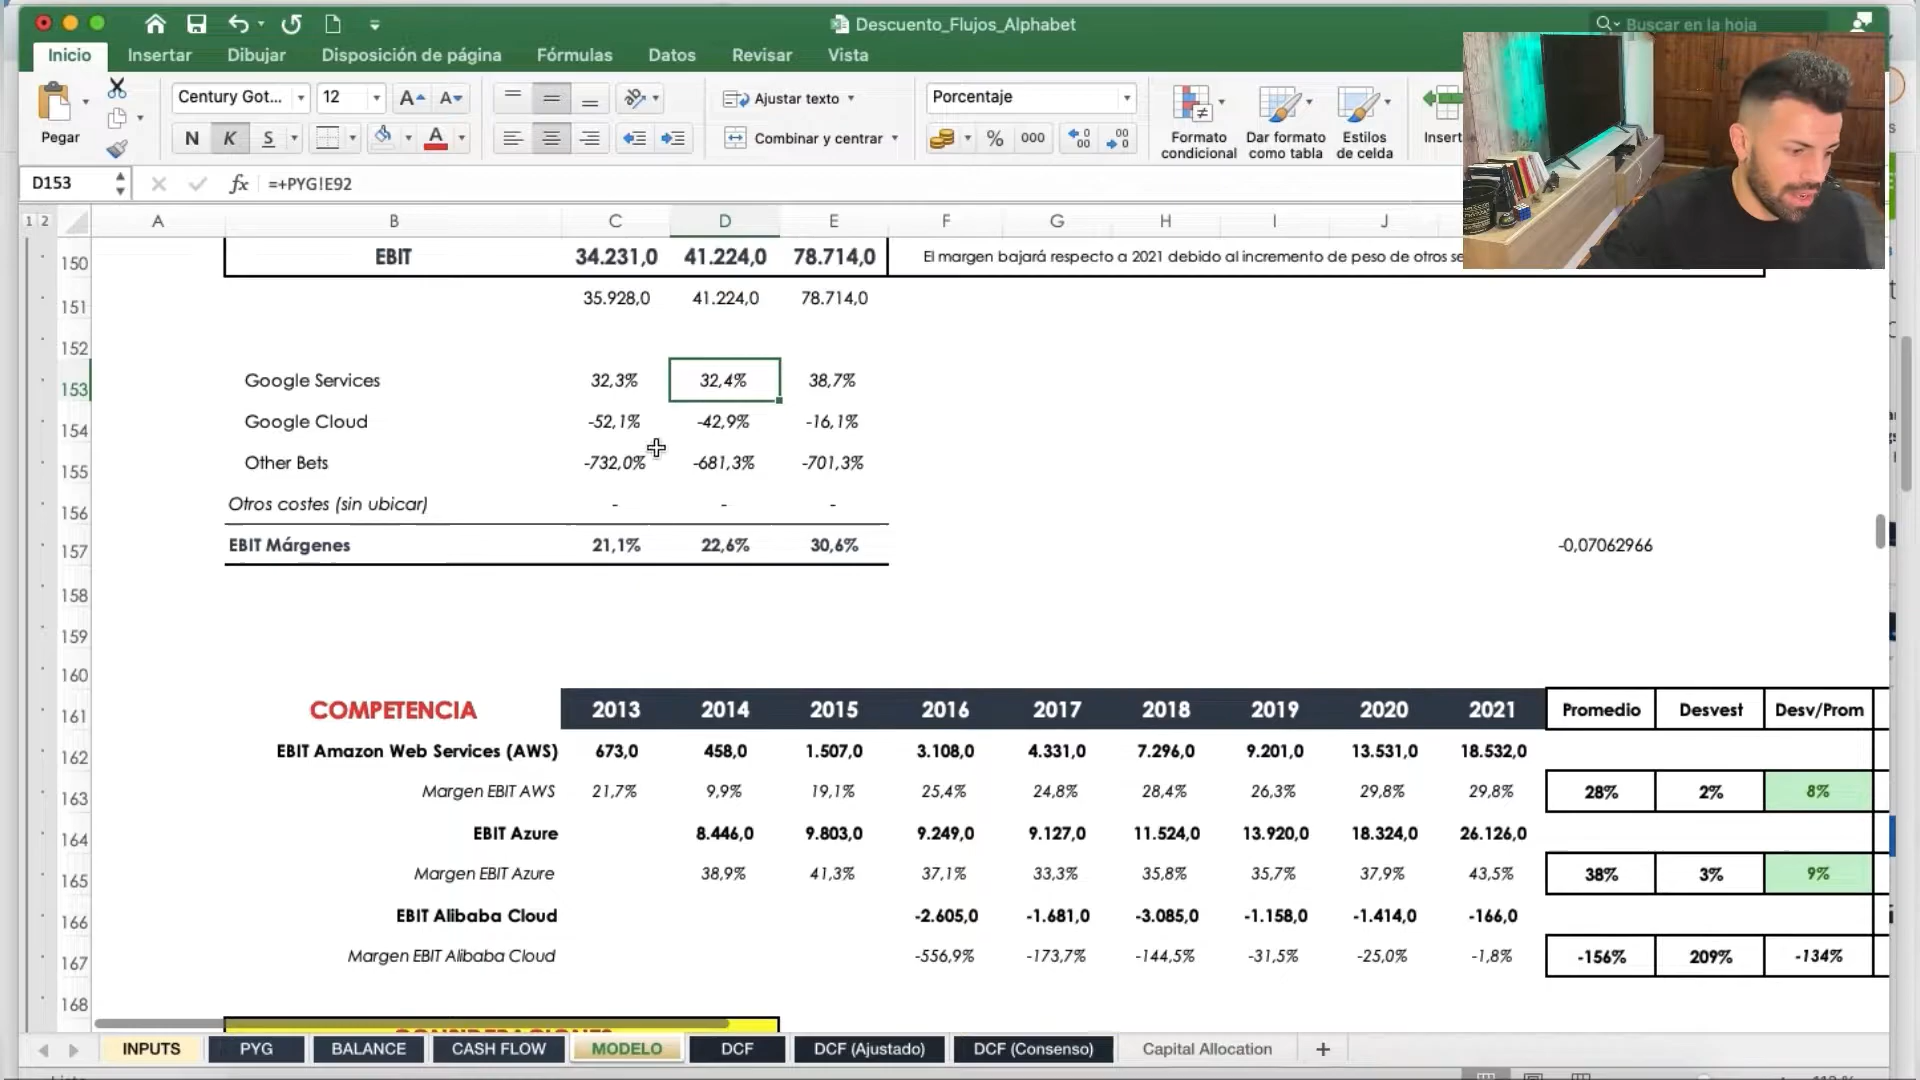 Descuento_Flujos_Alphabet
Buscar en la hoja
Inicio Insertar Dibujar Disposición de página Fórmulas Datos Revisar Vista
Pegar
Century Got... 12
A A
N K S
A
Ajustar texto
Combinar y centrar
Porcentaje
% 000
Formato condicional
Dar formato como tabla
Estilos de celda
Insert
D153 fx =+PYG!E92
1 2 A B C D E F G H I J
150 EBIT 34.231,0 41.224,0 78.714,0 El margen bajará respecto a 2021 debido al incremento de peso de otros se
151 35.928,0 41.224,0 78.714,0
152
153 Google Services 32,3% 32,4% 38,7%
154 Google Cloud -52,1% -42,9% -16,1%
155 Other Bets -732,0% -681,3% -701,3%
156 Otros costes (sin ubicar) - - -
157 EBIT Márgenes 21,1% 22,6% 30,6% -0,07062966
158
159
160
161 COMPETENCIA 2013 2014 2015 2016 2017 2018 2019 2020 2021 Promedio Desvest Desv/Prom
162 EBIT Amazon Web Services (AWS) 673,0 458,0 1.507,0 3.108,0 4.331,0 7.296,0 9.201,0 13.531,0 18.532,0
163 Margen EBIT AWS 21,7% 9,9% 19,1% 25,4% 24,8% 28,4% 26,3% 29,8% 29,8% 28% 2% 8%
164 EBIT Azure 8.446,0 9.803,0 9.249,0 9.127,0 11.524,0 13.920,0 18.324,0 26.126,0
165 Margen EBIT Azure 38,9% 41,3% 37,1% 33,3% 35,8% 35,7% 37,9% 43,5% 38% 3% 9%
166 EBIT Alibaba Cloud -2.605,0 -1.681,0 -3.085,0 -1.158,0 -1.414,0 -166,0
167 Margen EBIT Alibaba Cloud -556,9% -173,7% -144,5% -31,5% -25,0% -1,8% -156% 209% -134%
168
INPUTS PYG BALANCE CASH FLOW MODELO DCF DCF (Ajustado) DCF (Consenso) Capital Allocation +